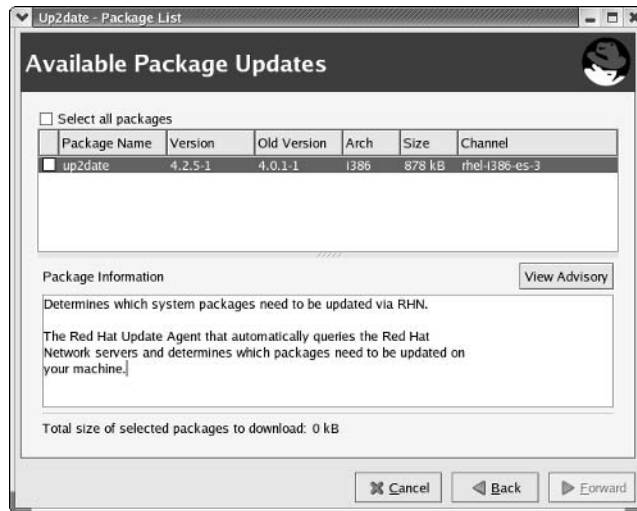 Up2date - Package List
Available Package Updates
Select all packages
Package Name Version Old Version Arch Size Channel
up2date 4.2.5-1 4.0.1-1 i386 878 kB rhel-i386-es-3
Package Information
View Advisory
Determines which system packages need to be updated via RHN.
The Red Hat Update Agent that automatically queries the Red Hat
Network servers and determines which packages need to be updated on
your machine.
Total size of selected packages to download: 0 kB
Cancel Back Forward